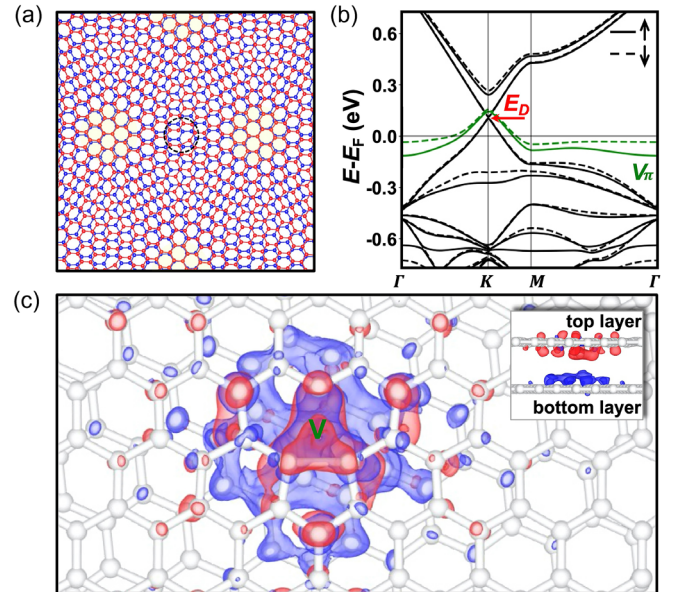 (a)
(b)
0.6
0.3
0.0
-0.3
-0.6
E-E_F (eV)
↑
↓
E_D
V_π
Γ K M Γ
(c)
V
top layer
bottom layer